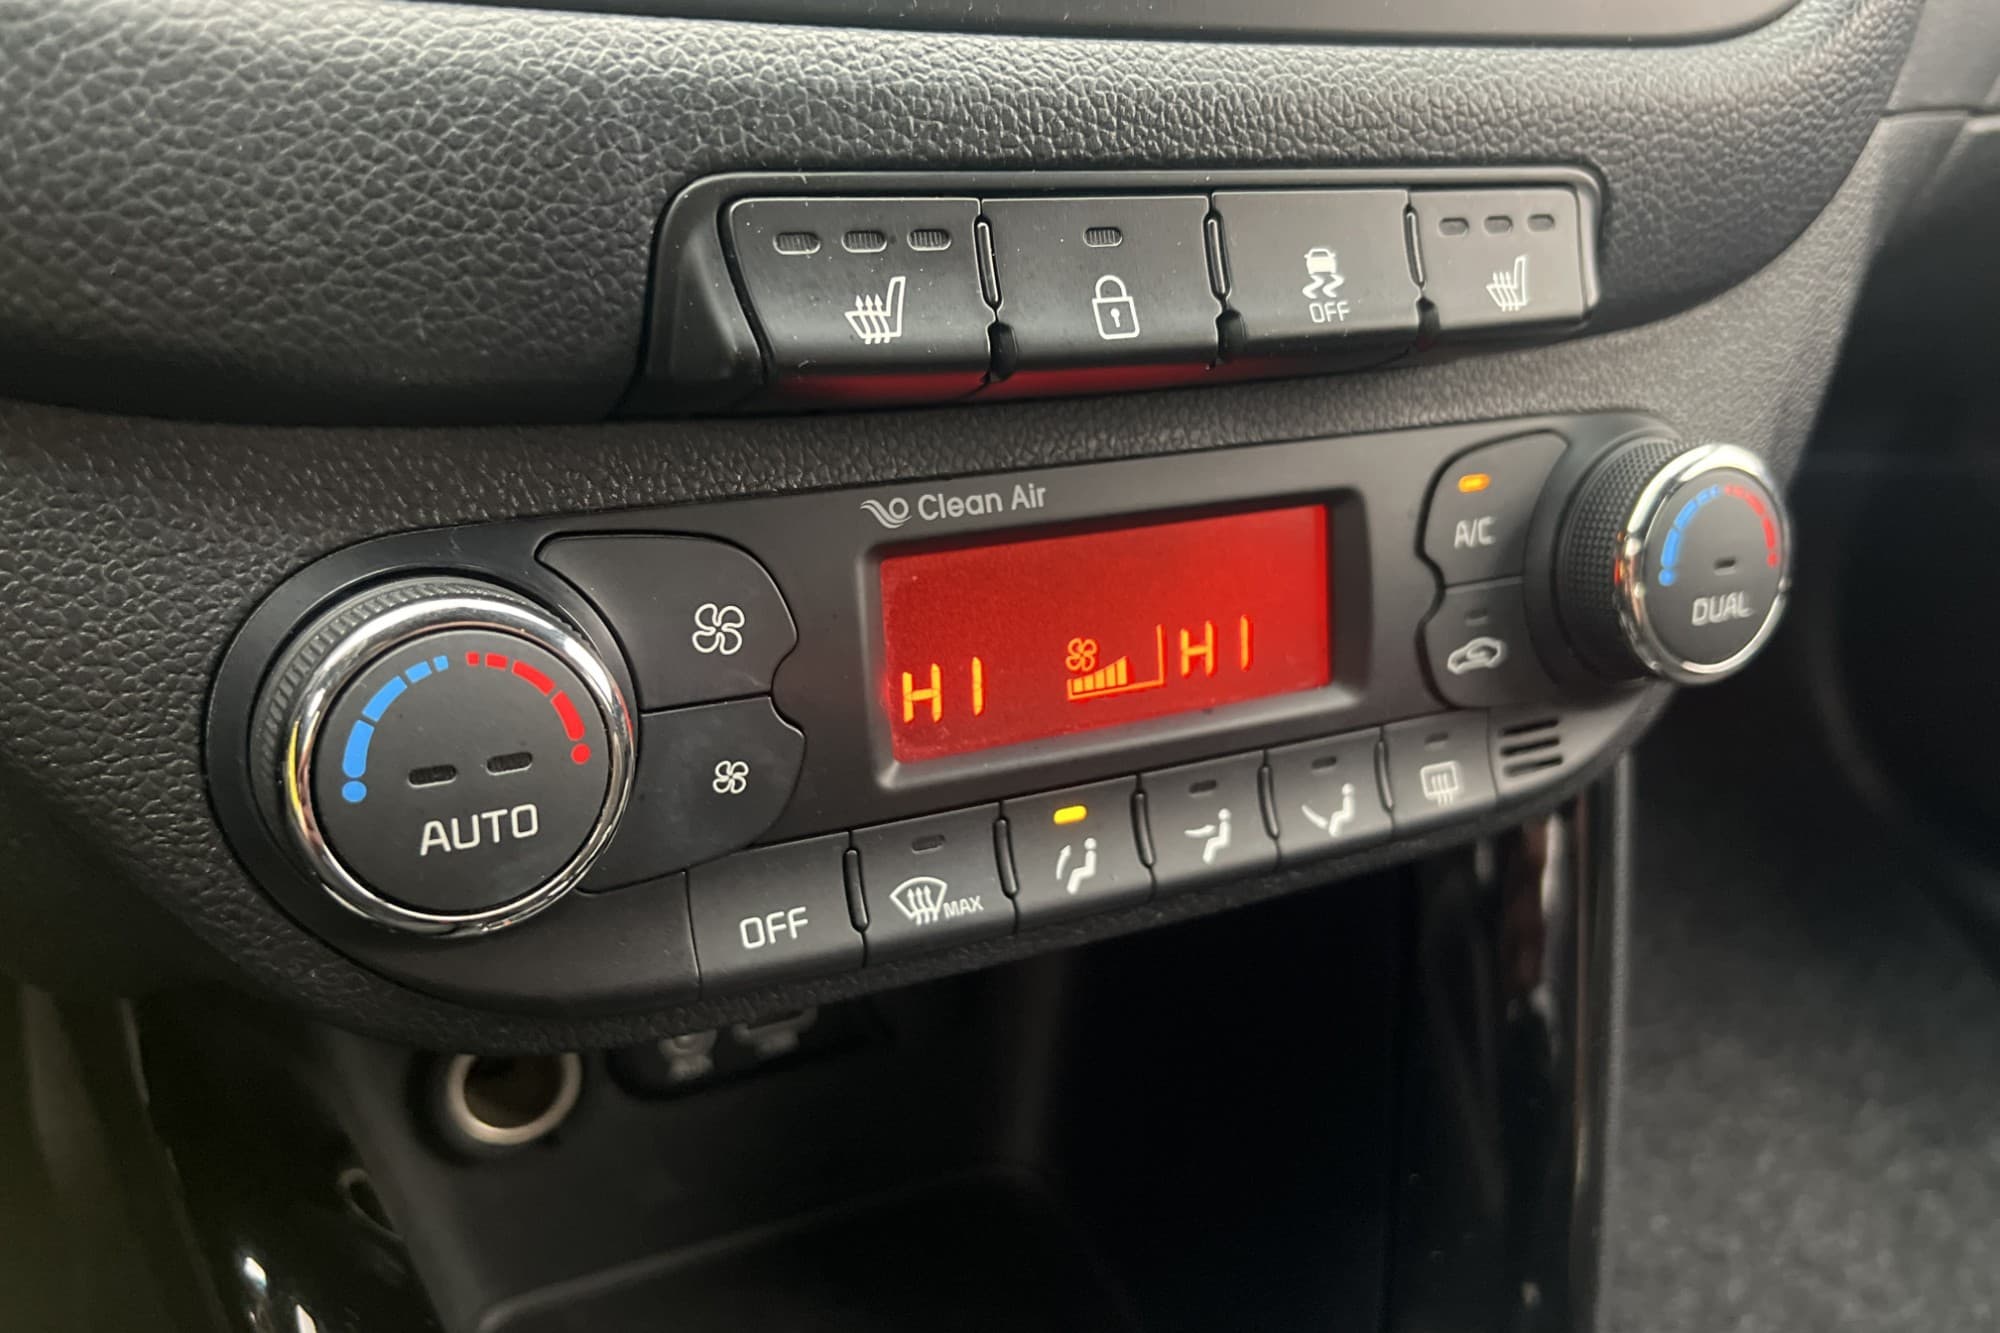 OFF
Clean Air
A/C
DUAL
HI HI
AUTO
OFF
MAX